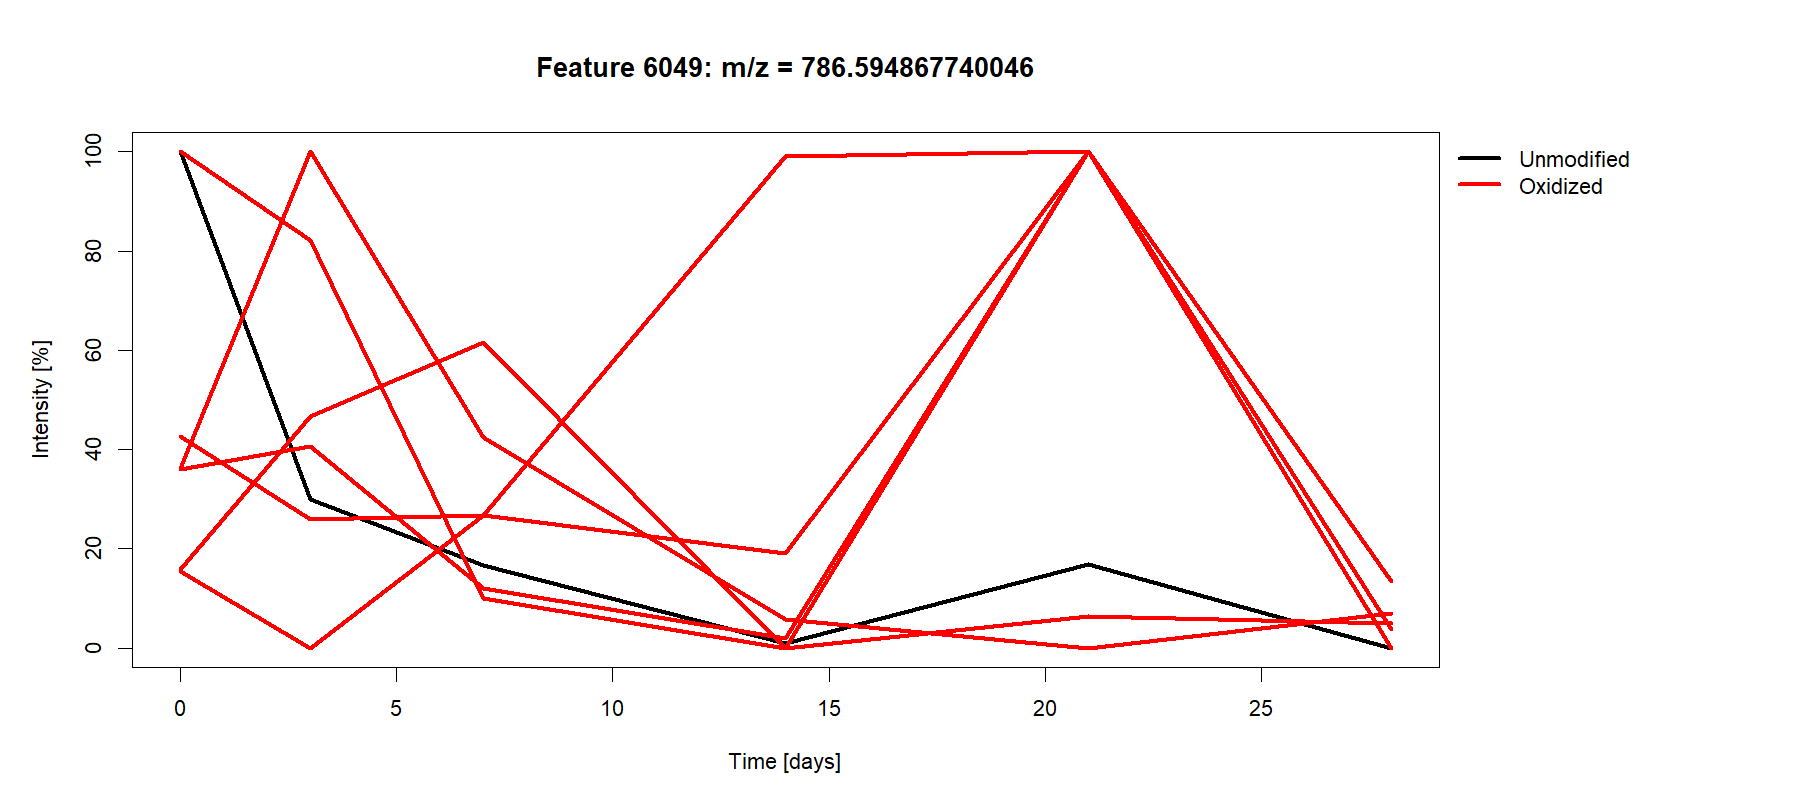 Feature 6049: m/z = 786.594867740046
Unmodified
Oxidized
Intensity [%]
100
80
60
40
20
0
0 5 10 15 20 25
Time [days]